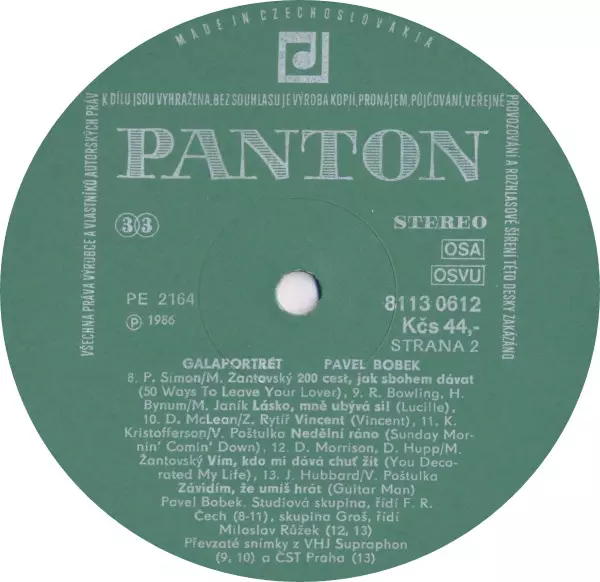 MADE IN CZECHOSLOVAKIA
VŠECHNA PRÁVA VÝROBCE A VLASTNÍKŮ AUTORSKÝCH PRÁV
K DÍLU JSOU VYHRAŽENA, BEZ SOUHLASU JE VÝROBA KOPIÍ, PRONÁJEM, PŮJČOVÁNÍ, VEŘEJNÉ
PROVOZOVÁNÍ A ROZHLASOVÉ ŠÍŘENÍ TÉTO DESKY ZAKÁZÁNO
PANTON
33 STEREO
OSA
OSVU
PE 2164 8113 0612
Ⓟ 1986 Kčs 44,-
STRANA 2
GALAPORTRÉT PAVEL BOBEK
8. P. Simon/M. Žantovský 200 cest, jak sbohem dávat
(50 Ways To Leave Your Lover), 9. R. Bowling, H.
Bynum/M. Janík Lásko, mně ubývá sil (Lucille),
10. D. McLean/Z. Rytíř Vincent (Vincent), 11. K.
Kristofferson/V. Poštulka Nedělní ráno (Sunday Mor-
nin' Comin' Down), 12. D. Morrison, D. Hupp/M.
Žantovský Vím, kdo mi dává chuť žít (You Deco-
rated My Life), 13. J. Hubbard/V. Poštulka
Závidím, že umíš hrát (Guitar Man)
Pavel Bobek. Studiová skupina, řídí F. R.
Čech (8-11), skupina Groš, řídí
Miloslav Růžek (12, 13)
Převzaté snímky z VHJ Supraphon
(9, 10) a ČST Praha (13)